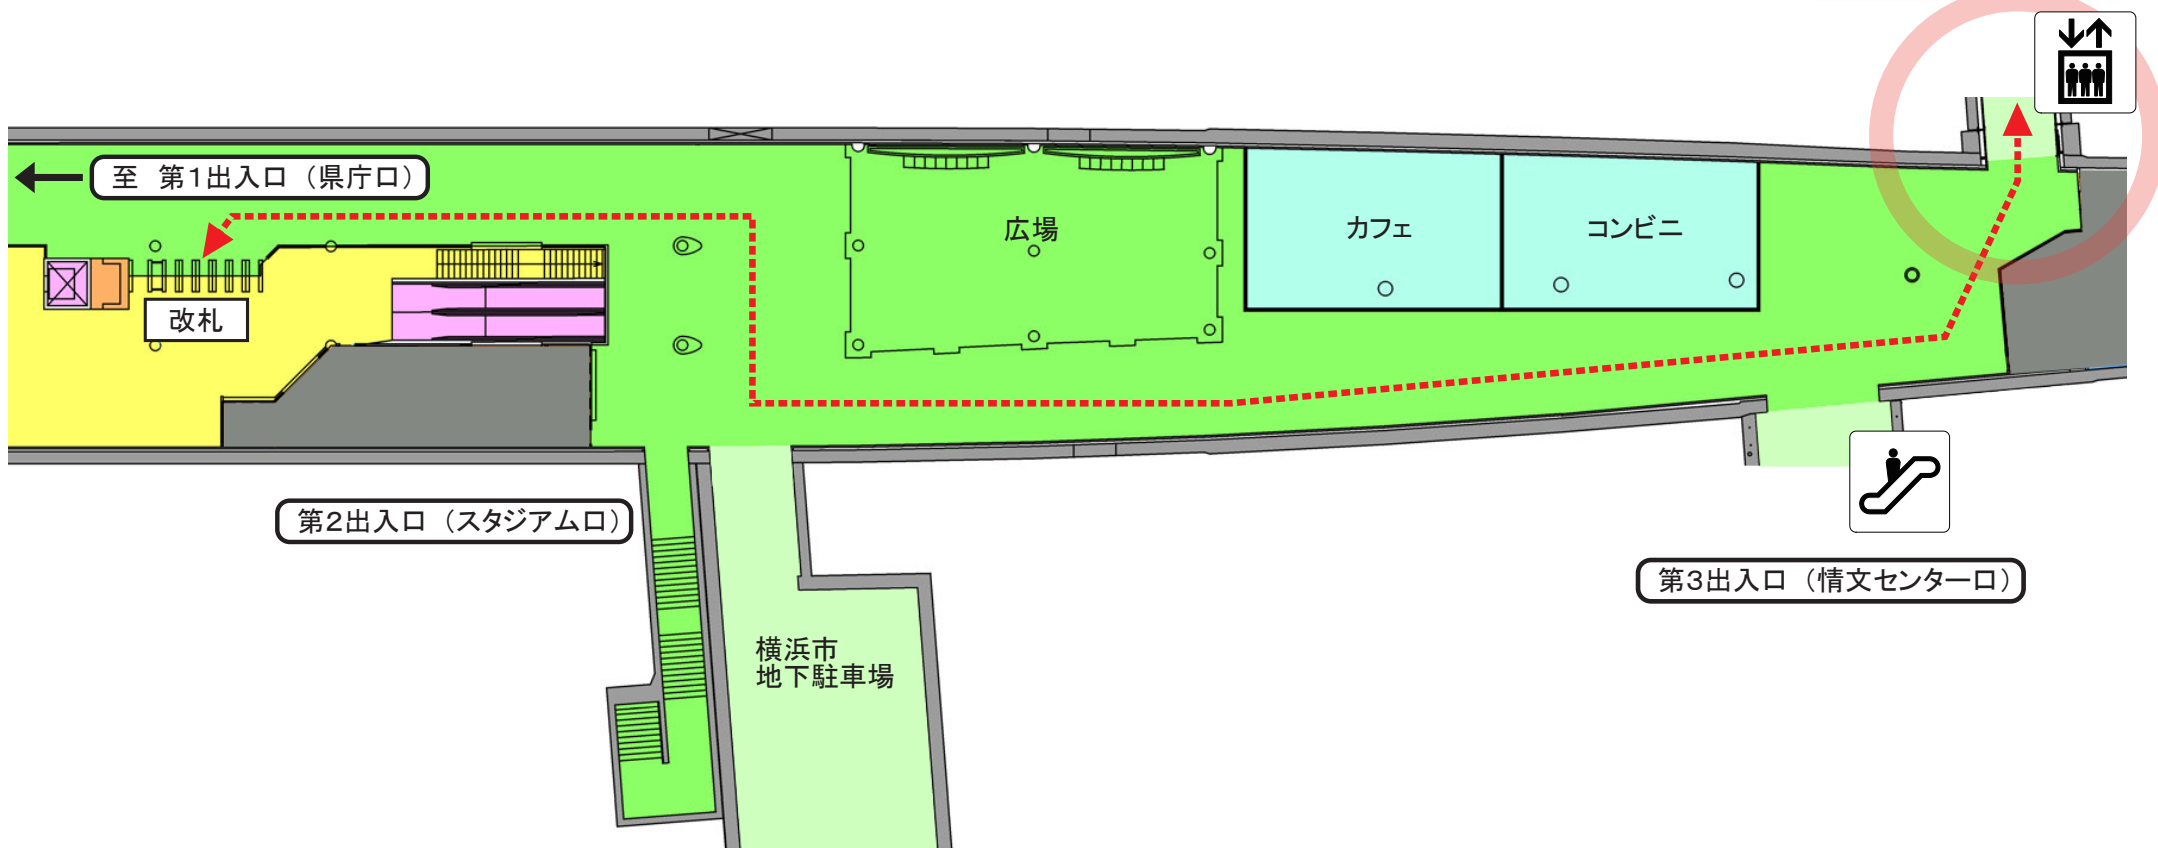 至 第1出入口（県庁口）
広場
カフェ
コンビニ
改札
第2出入口（スタジアム口）
第3出入口（情文センター口）
横浜市
地下駐車場